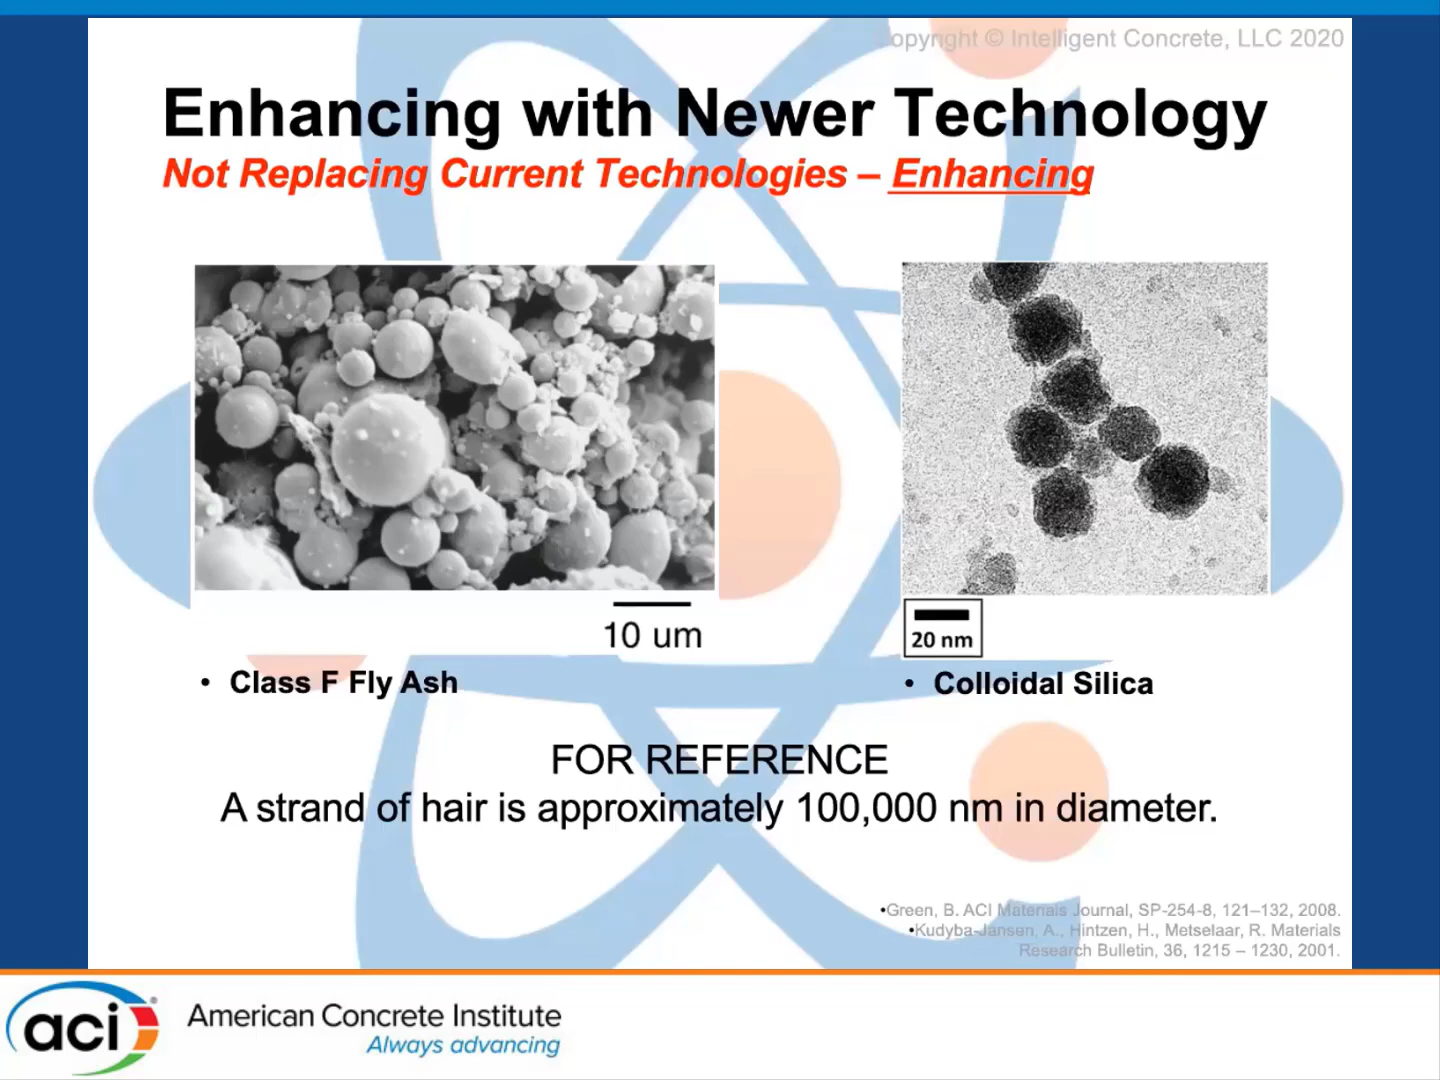 Copyright © Intelligent Concrete, LLC 2020
Enhancing with Newer Technology
Not Replacing Current Technologies – Enhancing
10 um
20 nm
• Class F Fly Ash
• Colloidal Silica
FOR REFERENCE
A strand of hair is approximately 100,000 nm in diameter.
•Green, B. ACI Materials Journal, SP-254-8, 121–132, 2008.
•Kudyba-Jansen, A., Hintzen, H., Metselaar, R. Materials
Research Bulletin, 36, 1215 – 1230, 2001.
aci
American Concrete Institute
Always advancing